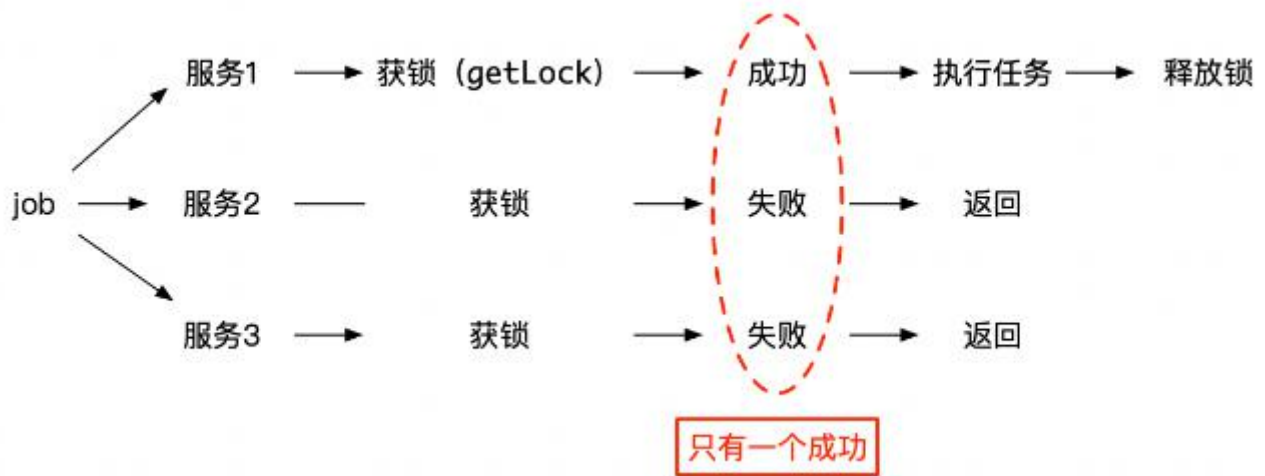 服务1 获锁（getLock） 成功 执行任务 释放锁
job 服务2 获锁 失败 返回
服务3 获锁 失败 返回
只有一个成功